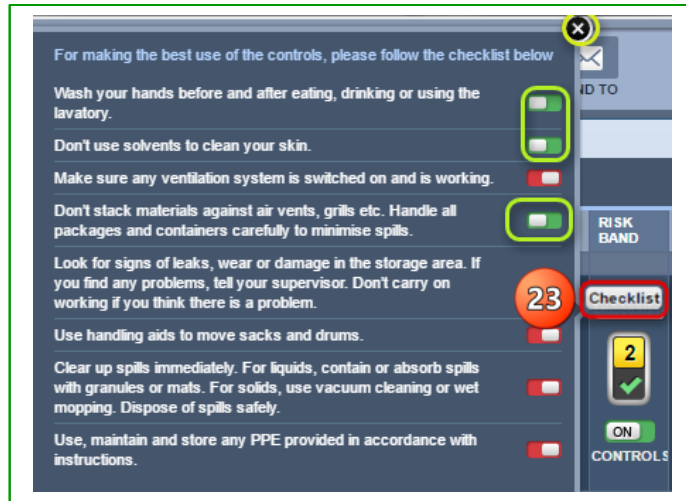 For making the best use of the controls, please follow the checklist below
Wash your hands before and after eating, drinking or using the
lavatory.
Don't use solvents to clean your skin.
Make sure any ventilation system is switched on and is working.
Don't stack materials against air vents, grills etc. Handle all
packages and containers carefully to minimise spills.
Look for signs of leaks, wear or damage in the storage area. If
you find any problems, tell your supervisor. Don't carry on
working if you think there is a problem.
Use handling aids to move sacks and drums.
Clear up spills immediately. For liquids, contain or absorb spills
with granules or mats. For solids, use vacuum cleaning or wet
mopping. Dispose of spills safely.
Use, maintain and store any PPE provided in accordance with
instructions.
23
ND TO
RISK
BAND
Checklist
2
ON
CONTROLS